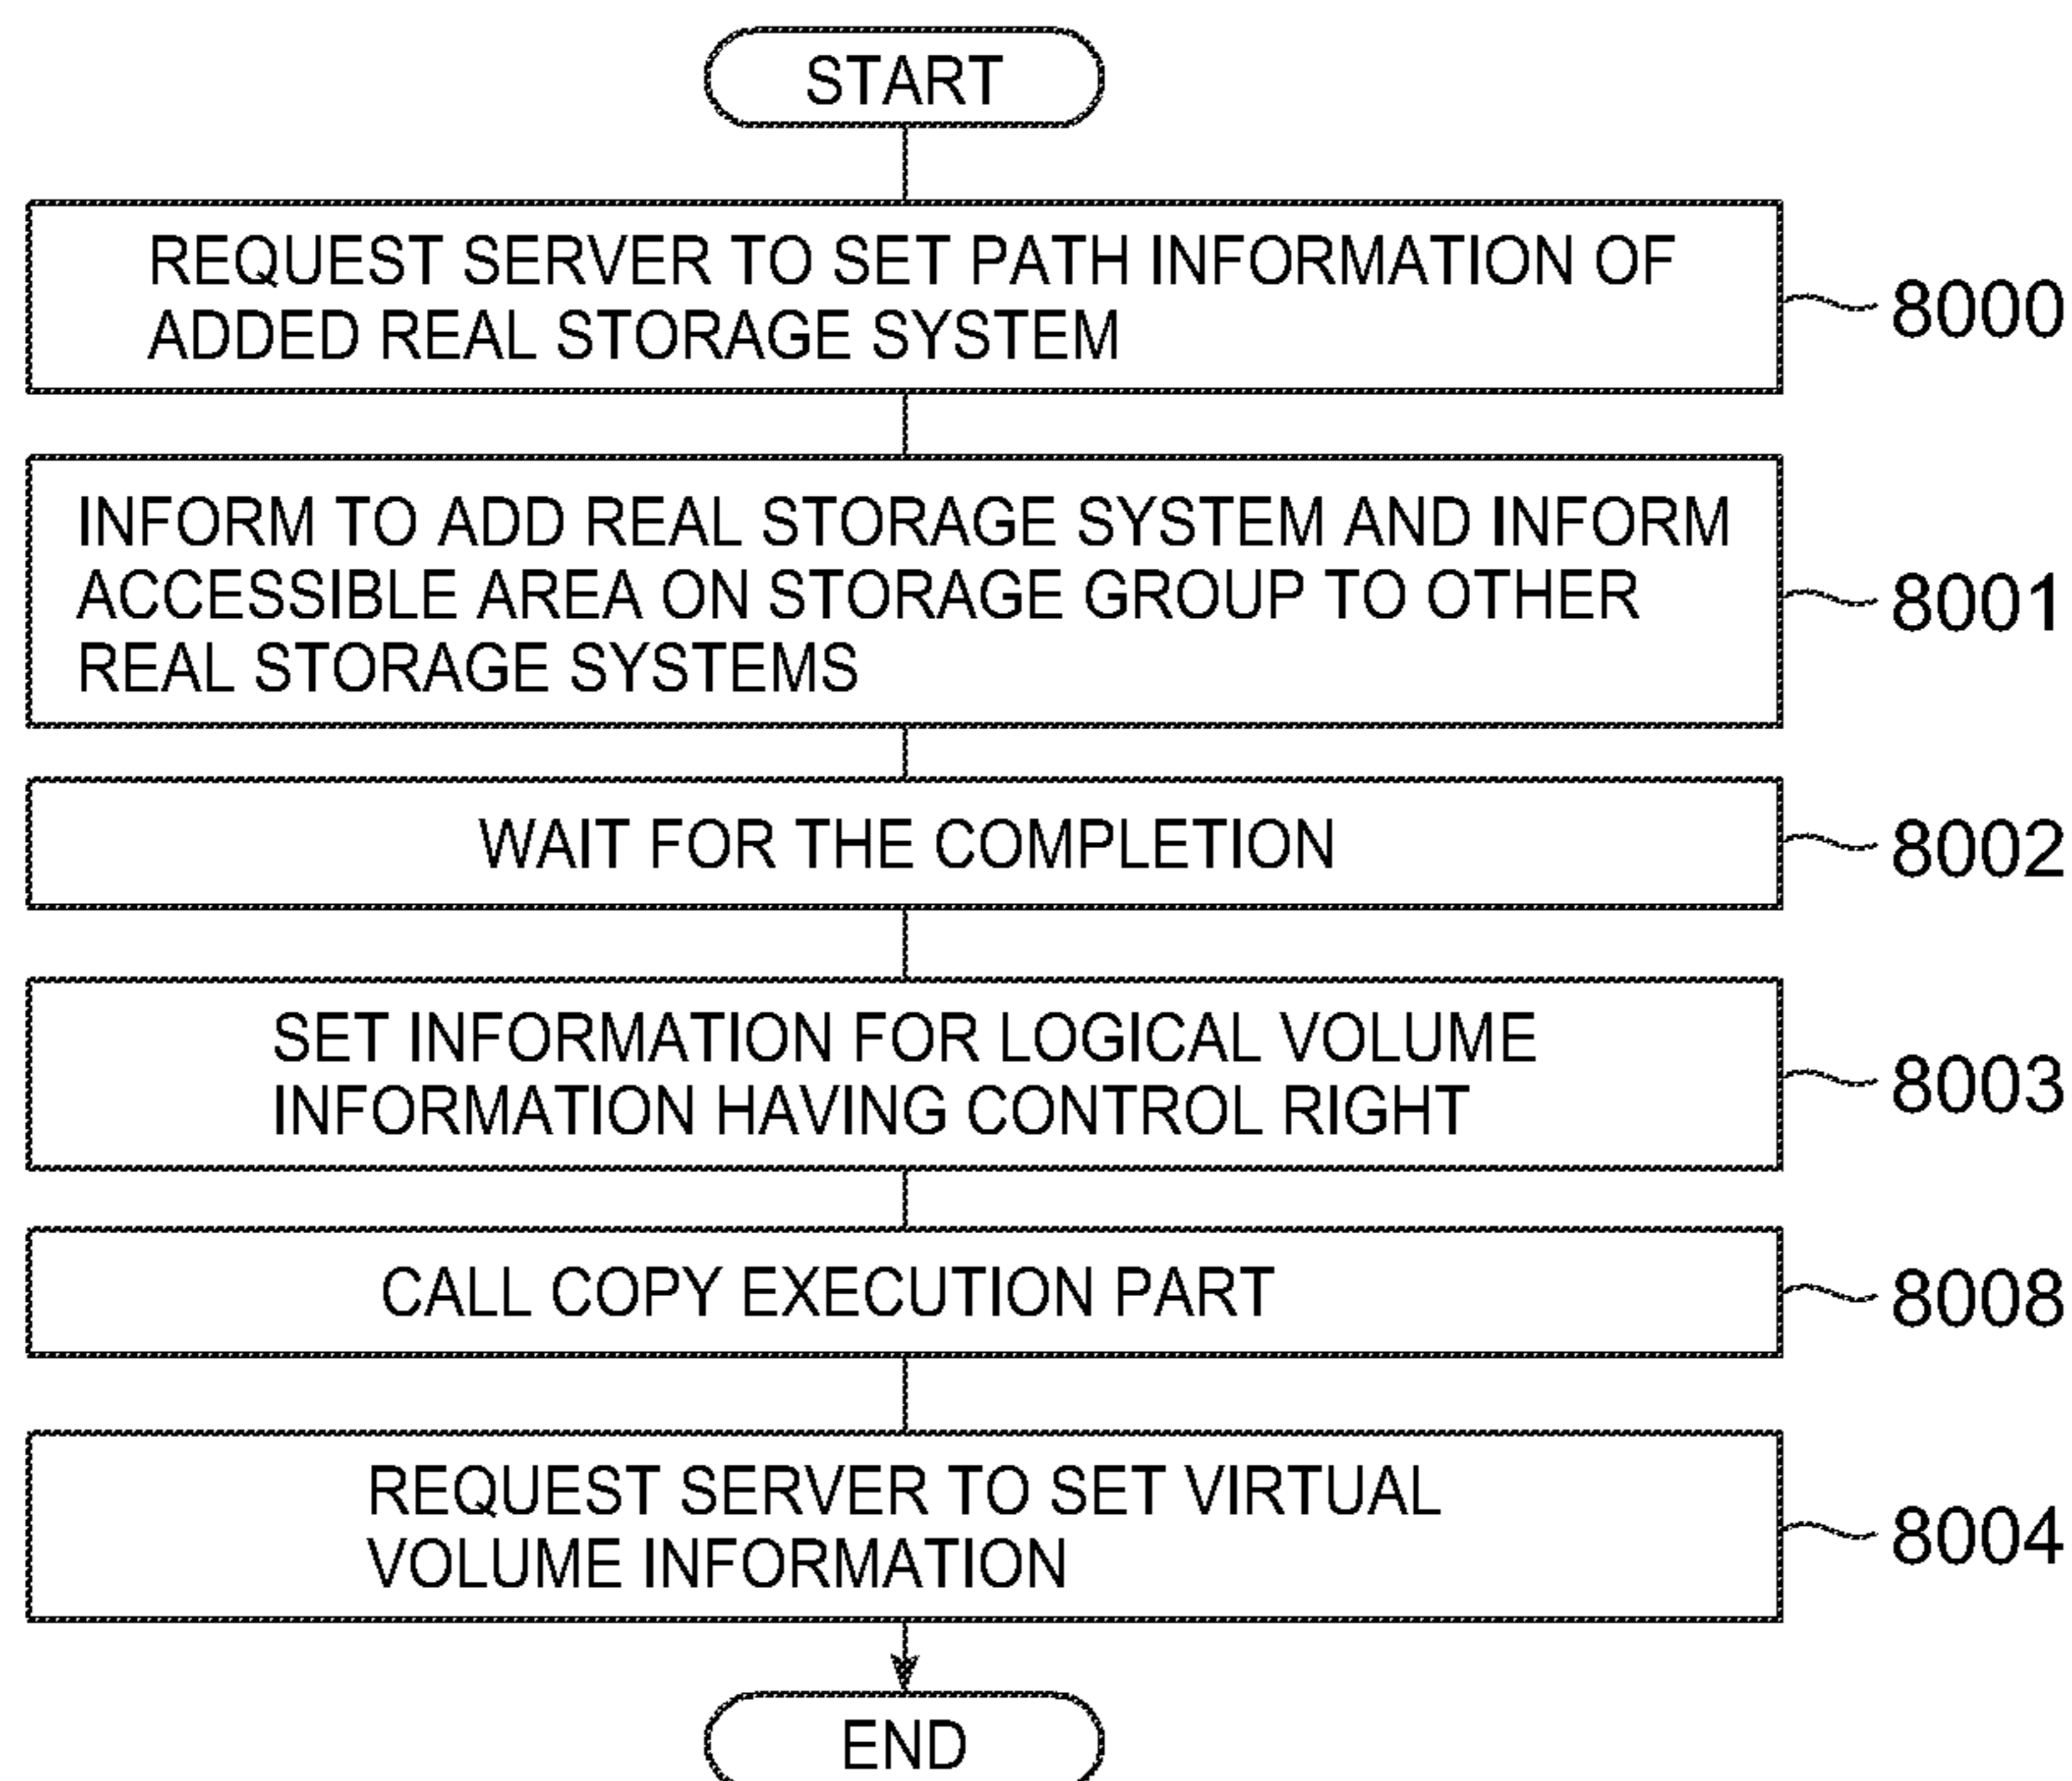 START
REQUEST SERVER TO SET PATH INFORMATION OF
ADDED REAL STORAGE SYSTEM
8000
INFORM TO ADD REAL STORAGE SYSTEM AND INFORM
ACCESSIBLE AREA ON STORAGE GROUP TO OTHER
REAL STORAGE SYSTEMS
8001
WAIT FOR THE COMPLETION
8002
SET INFORMATION FOR LOGICAL VOLUME
INFORMATION HAVING CONTROL RIGHT
8003
CALL COPY EXECUTION PART
8008
REQUEST SERVER TO SET VIRTUAL
VOLUME INFORMATION
8004
END